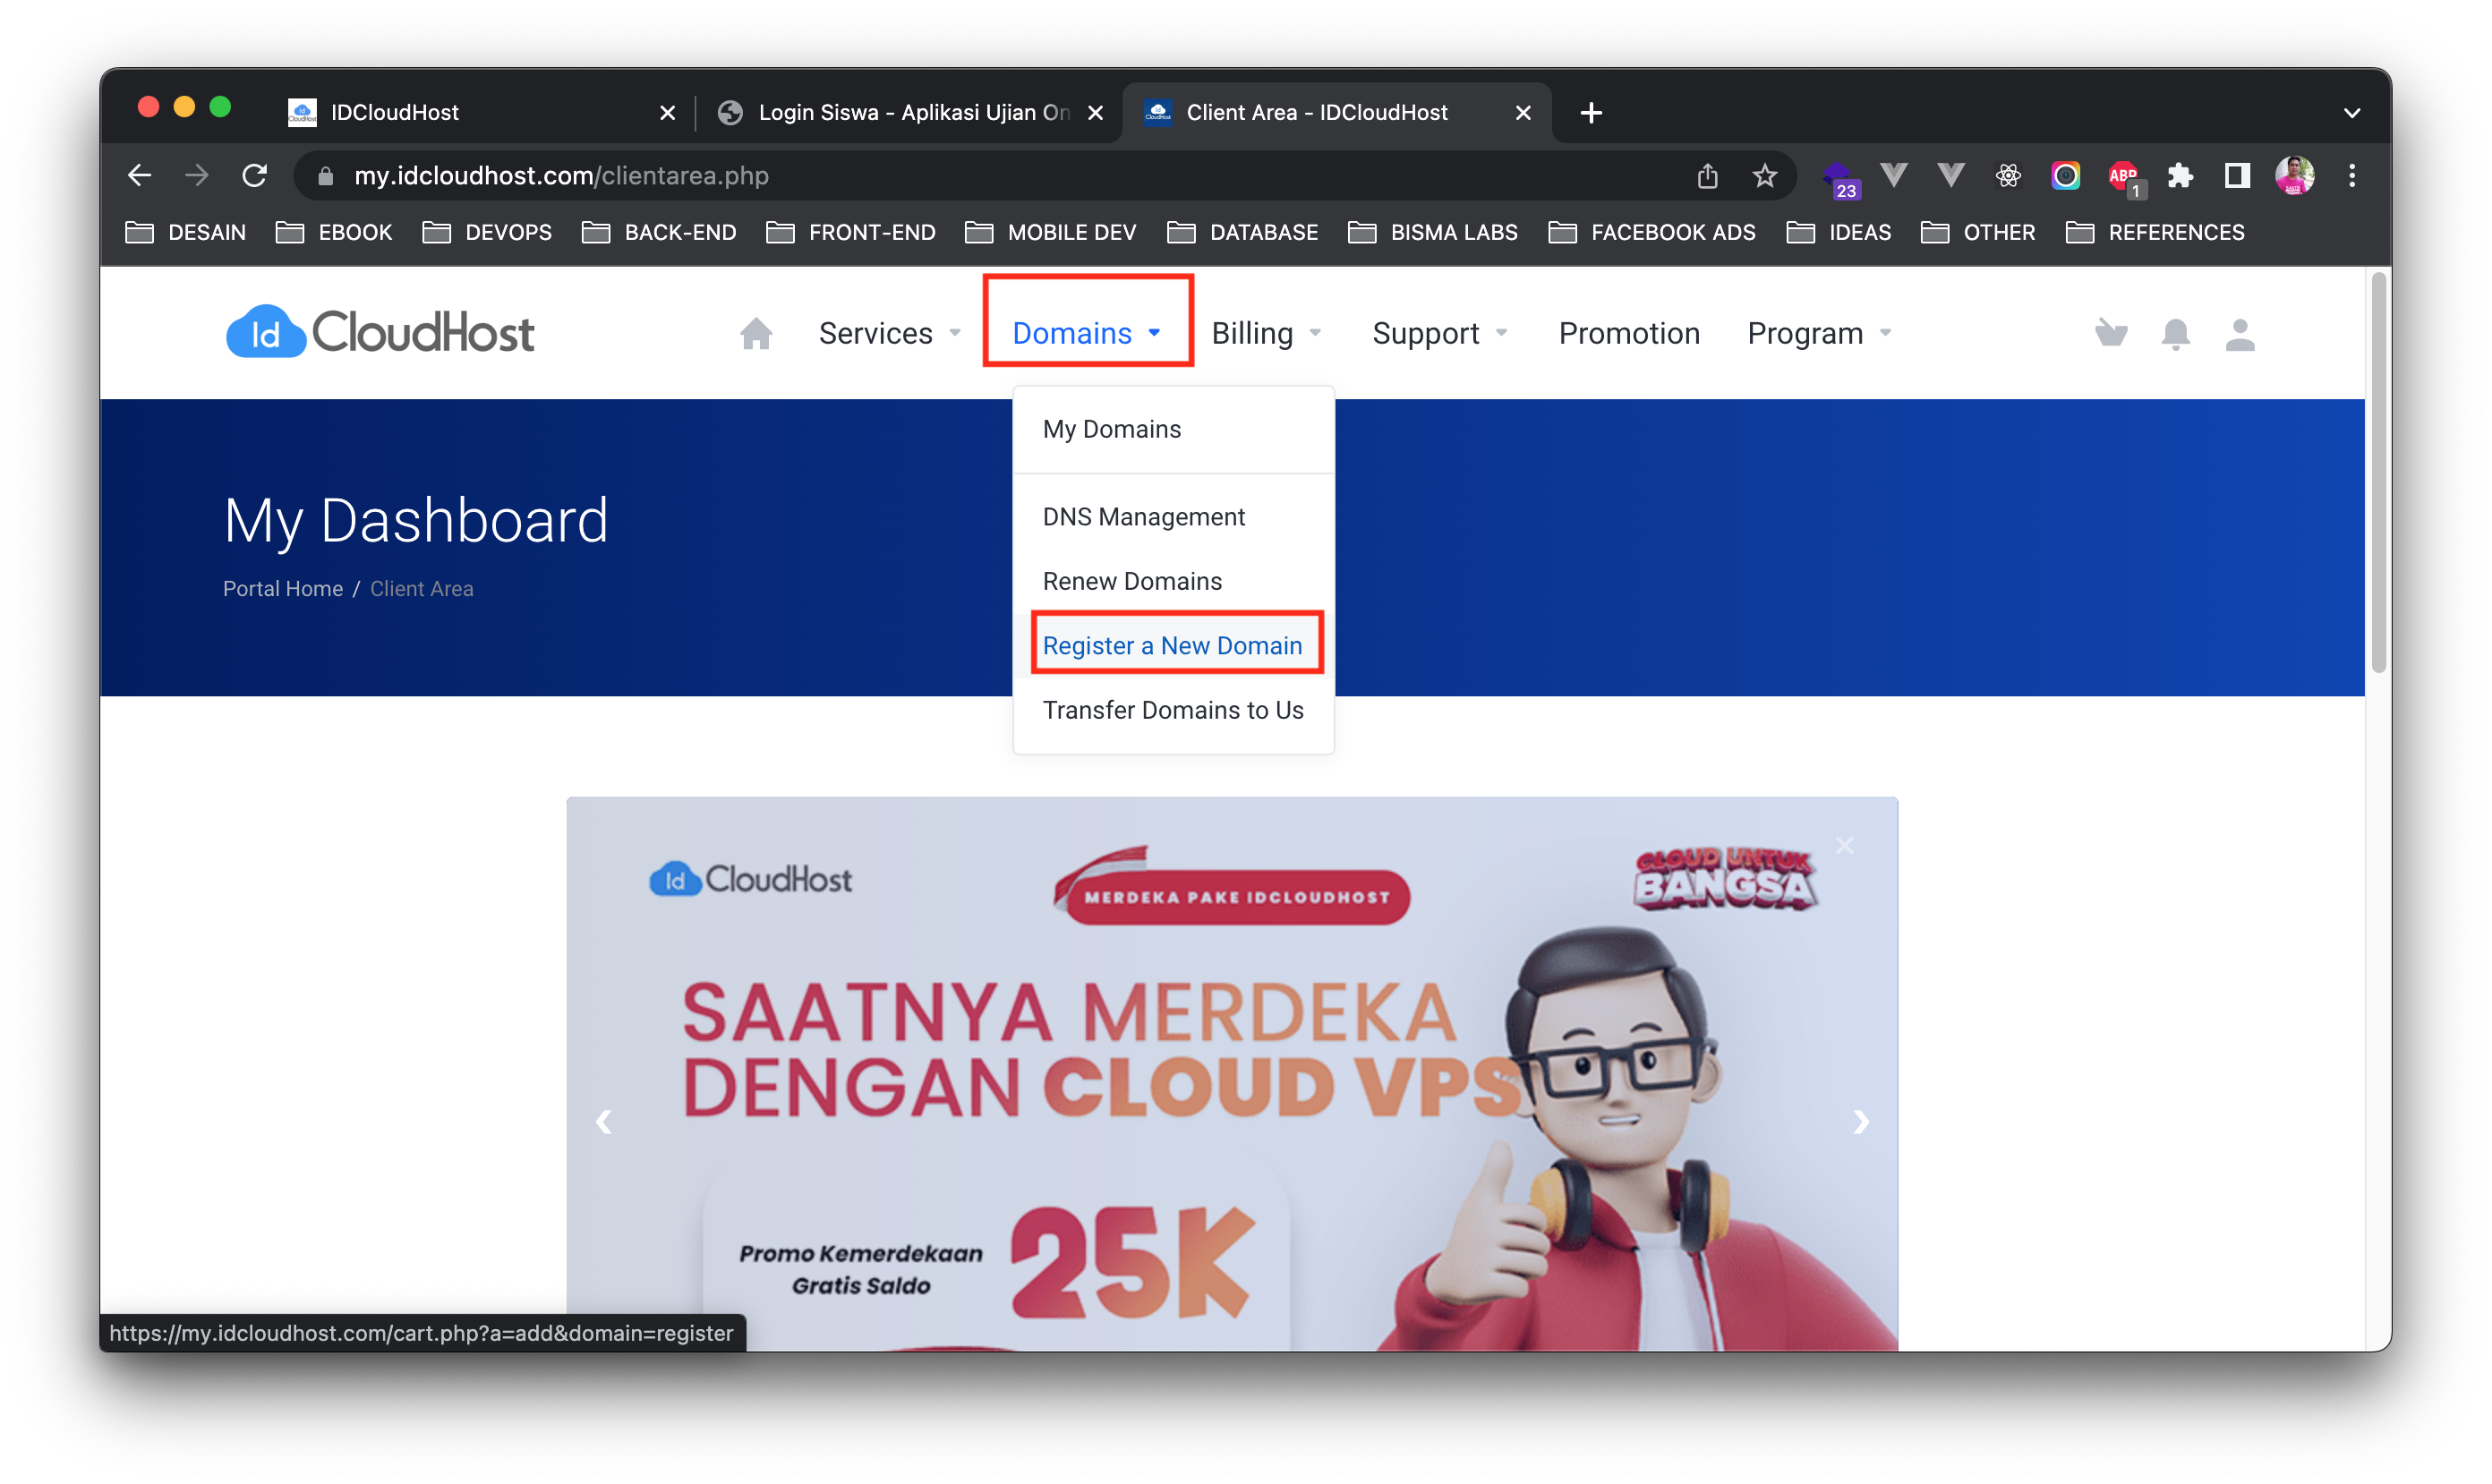 IDCloudHost
Login Siswa - Aplikasi Ujian On
Client Area - IDCloudHost
my.idcloudhost.com/clientarea.php
23
ABP
1
DESAIN
EBOOK
DEVOPS
BACK-END
FRONT-END
MOBILE DEV
DATABASE
BISMA LABS
FACEBOOK ADS
IDEAS
OTHER
REFERENCES
Id CloudHost
Services
Domains
Billing
Support
Promotion
Program
My Domains
DNS Management
Renew Domains
Register a New Domain
Transfer Domains to Us
My Dashboard
Portal Home / Client Area
Id CloudHost
MERDEKA PAKE IDCLOUDHOST
CLOUD UNTUK
BANGSA
SAATNYA MERDEKA
DENGAN CLOUD VPS
Promo Kemerdekaan
Gratis Saldo
25K
https://my.idcloudhost.com/cart.php?a=add&domain=register